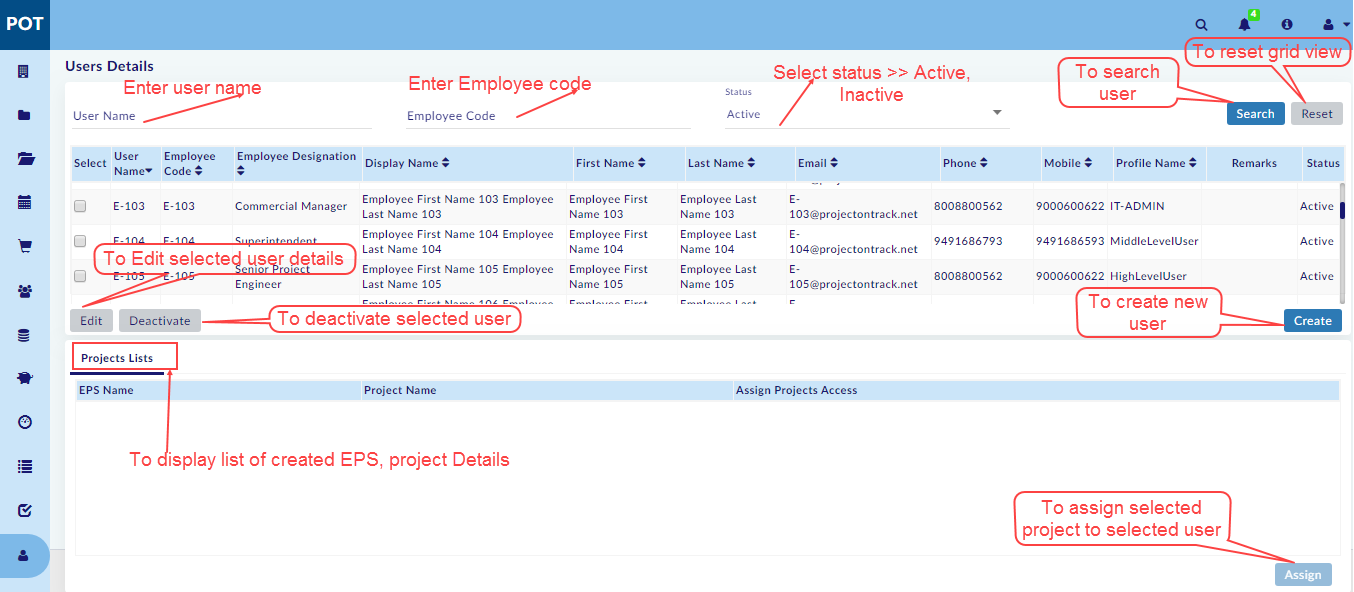 POT
4
To reset grid view
Users Details
Enter user name
Enter Employee code
Select status >> Active,
Inactive
To search
user
Status
User Name
Employee Code
Active
Search
Reset
Select
User
Name
Employee
Code
Employee Designation
Display Name
First Name
Last Name
Email
Phone
Mobile
Profile Name
Remarks
Status
E-103
E-103
Commercial Manager
Employee First Name 103 Employee
Last Name 103
Employee First
Name 103
Employee Last
Name 103
E-
103@projectontrack.net
8008800562
9000600622
IT-ADMIN
Active
E-104
E-104
Superintendent
Employee First Name 104 Employee
Last Name 104
Employee First
Name 104
Employee Last
Name 104
E-
104@projectontrack.net
9491686793
9491686593
MiddleLevelUser
Active
To Edit selected user details
E-105
E-105
Senior Project
Engineer
Employee First Name 105 Employee
Last Name 105
Employee First
Name 105
Employee Last
Name 105
E-
105@projectontrack.net
8008800562
9000600622
HighLevelUser
Active
Edit
Deactivate
To deactivate selected user
To create new
user
Create
Projects Lists
EPS Name
Project Name
Assign Projects Access
To display list of created EPS, project Details
To assign selected
project to selected user
Assign